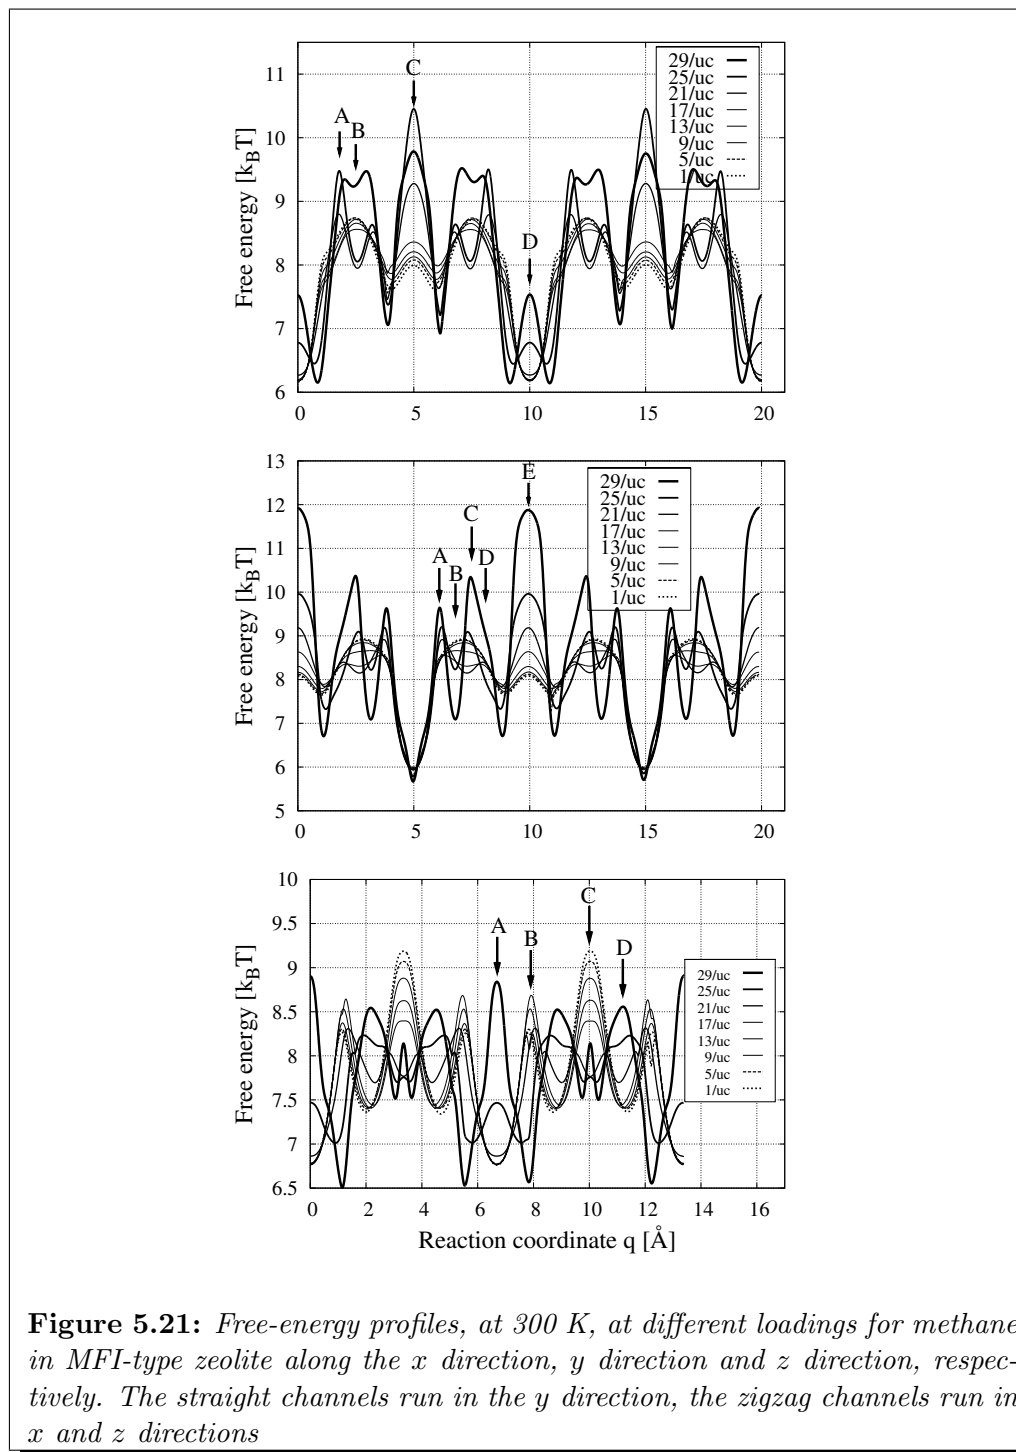 11
10
9
8
7
6
0 5 10 15 20
Free energy [kBT]
A
B
C
D
29/uc
25/uc
21/uc
17/uc
13/uc
9/uc
5/uc
1/uc
13
12
11
10
9
8
7
6
5
0 5 10 15 20
Free energy [kBT]
A
B
C
D
E
29/uc
25/uc
21/uc
17/uc
13/uc
9/uc
5/uc
1/uc
10
9.5
9
8.5
8
7.5
7
6.5
0 2 4 6 8 10 12 14 16
Free energy [kBT]
A
B
C
D
29/uc
25/uc
21/uc
17/uc
13/uc
9/uc
5/uc
1/uc
Reaction coordinate q [Å]
Figure 5.21: Free-energy profiles, at 300 K, at different loadings for methane
in MFI-type zeolite along the x direction, y direction and z direction, respec-
tively. The straight channels run in the y direction, the zigzag channels run in
x and z directions